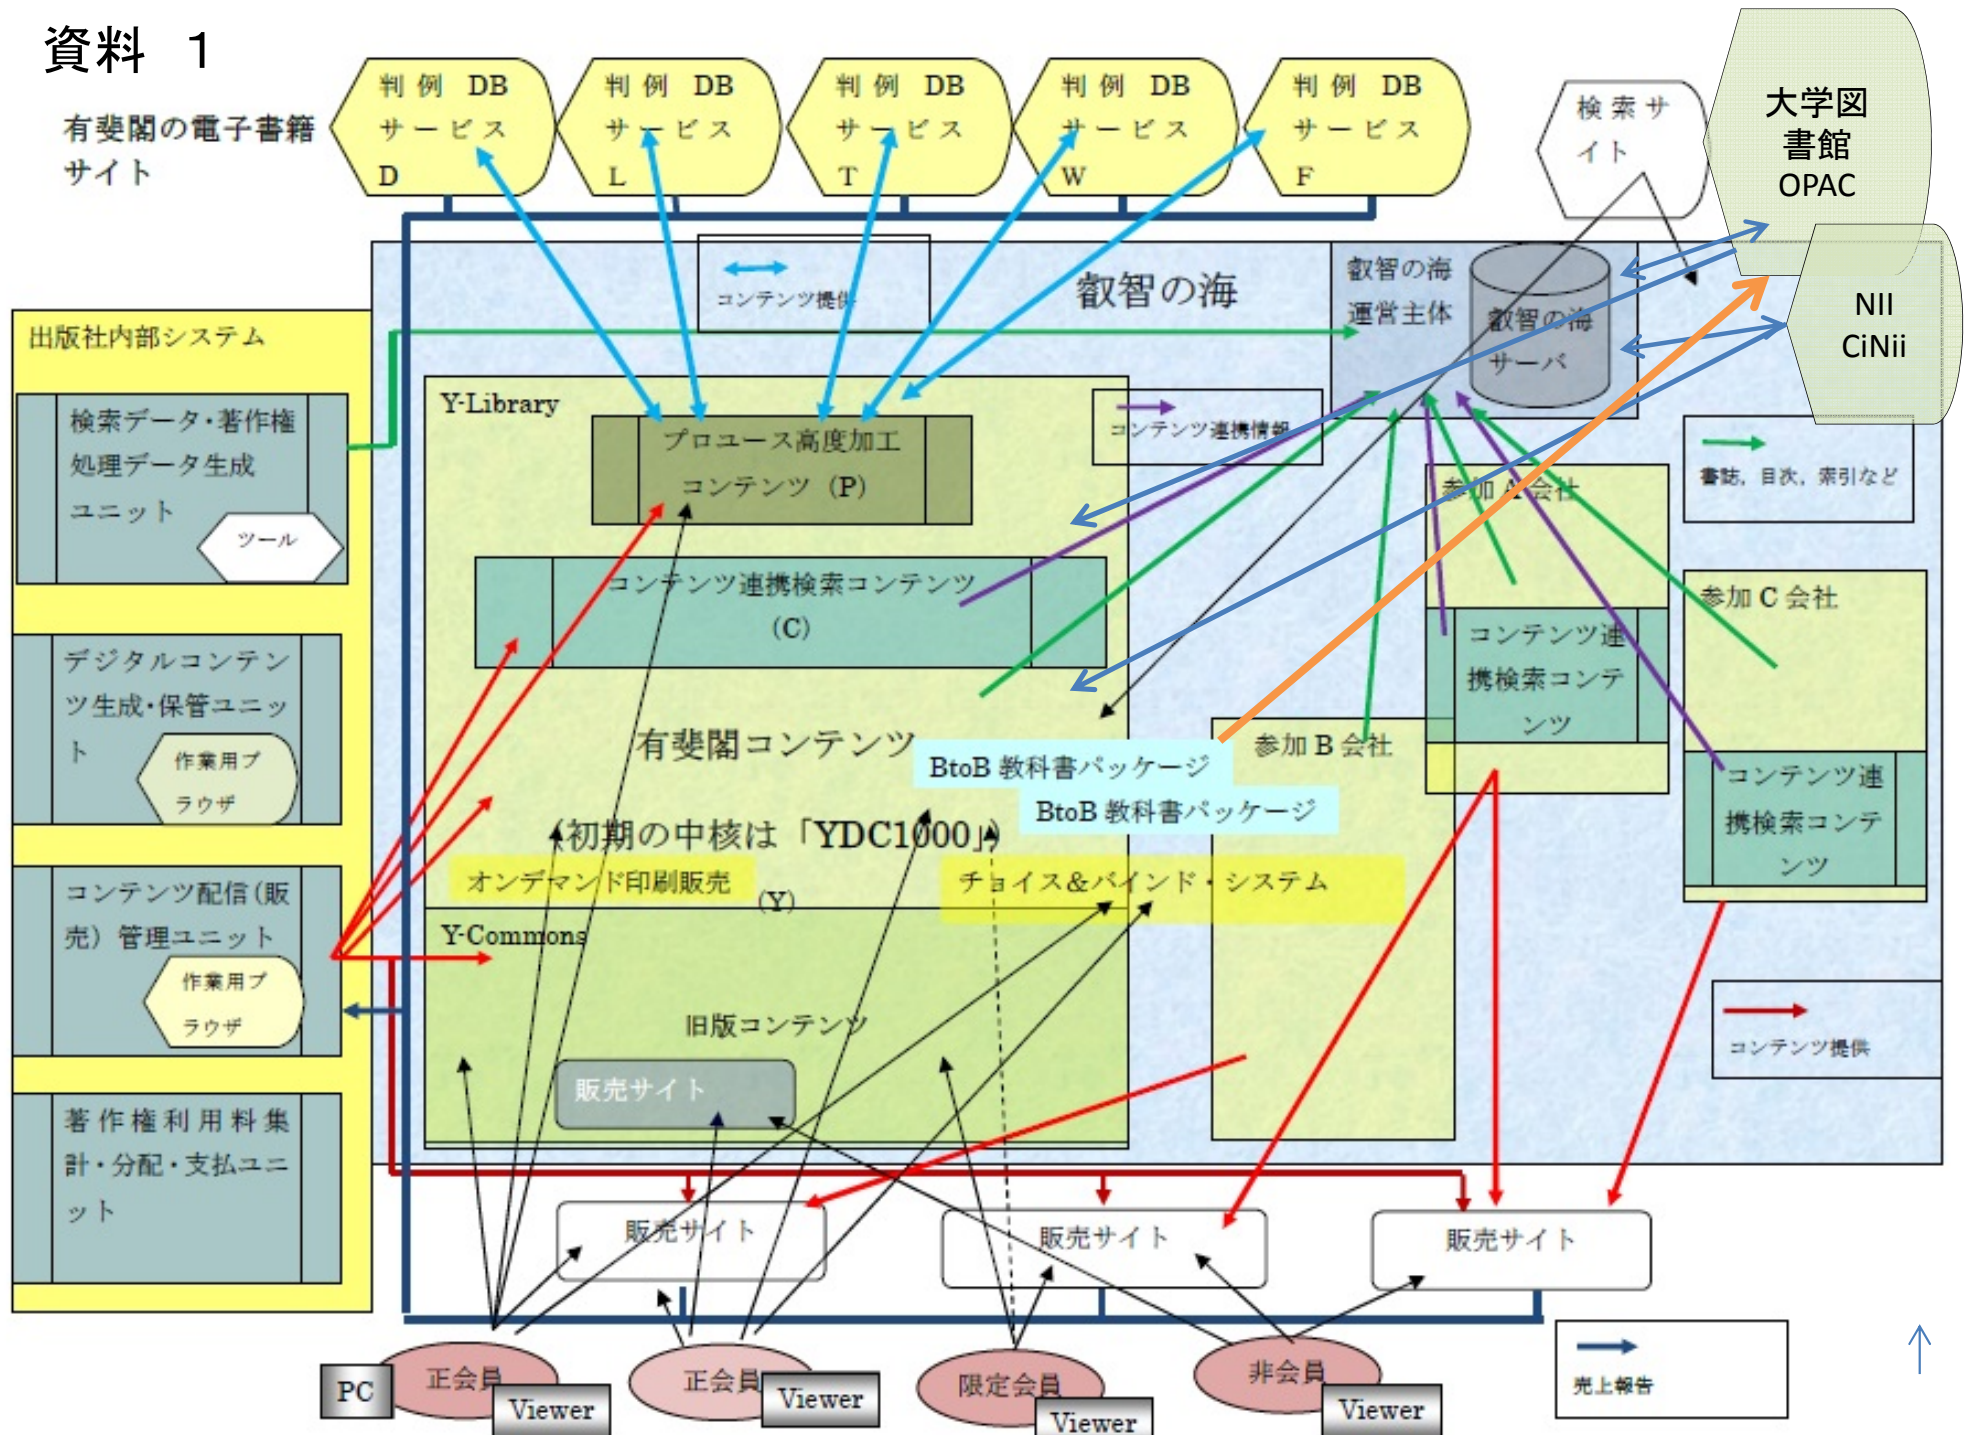 資料　1
有斐閣の電子書籍
サイト
判例 DB
サービス
D
判例 DB
サービス
L
判例 DB
サービス
T
判例 DB
サービス
W
判例 DB
サービス
F
検索サ
イト
大学図
書館
OPAC
NII
CiNii
コンテンツ提供
叡智の海
叡智の海
運営主体
叡智の海
サーバ
出版社内部システム
検索データ・著作権
処理データ生成
ユニット
ツール
デジタルコンテン
ツ生成・保管ユニッ
ト
作業用ブ
ラウザ
コンテンツ配信(販
売）管理ユニット
作業用ブ
ラウザ
著作権利用料集
計・分配・支払ユニ
ット
Y-Library
プロユース高度加工
コンテンツ（P）
コンテンツ連携情報
コンテンツ連携検索コンテンツ
（C）
有斐閣コンテンツ
（初期の中核は「YDC1000」）
（Y）
BtoB 教科書パッケージ
BtoB 教科書パッケージ
オンデマンド印刷販売
チョイス＆バインド・システム
Y-Commons
旧版コンテンツ
販売サイト
参加 A 会社
コンテンツ連
携検索コンテ
ンツ
参加 B 会社
書誌，目次，索引など
参加 C 会社
コンテンツ連
携検索コンテ
ンツ
コンテンツ提供
販売サイト
販売サイト
販売サイト
PC
正会員
Viewer
正会員
Viewer
限定会員
Viewer
非会員
Viewer
売上報告